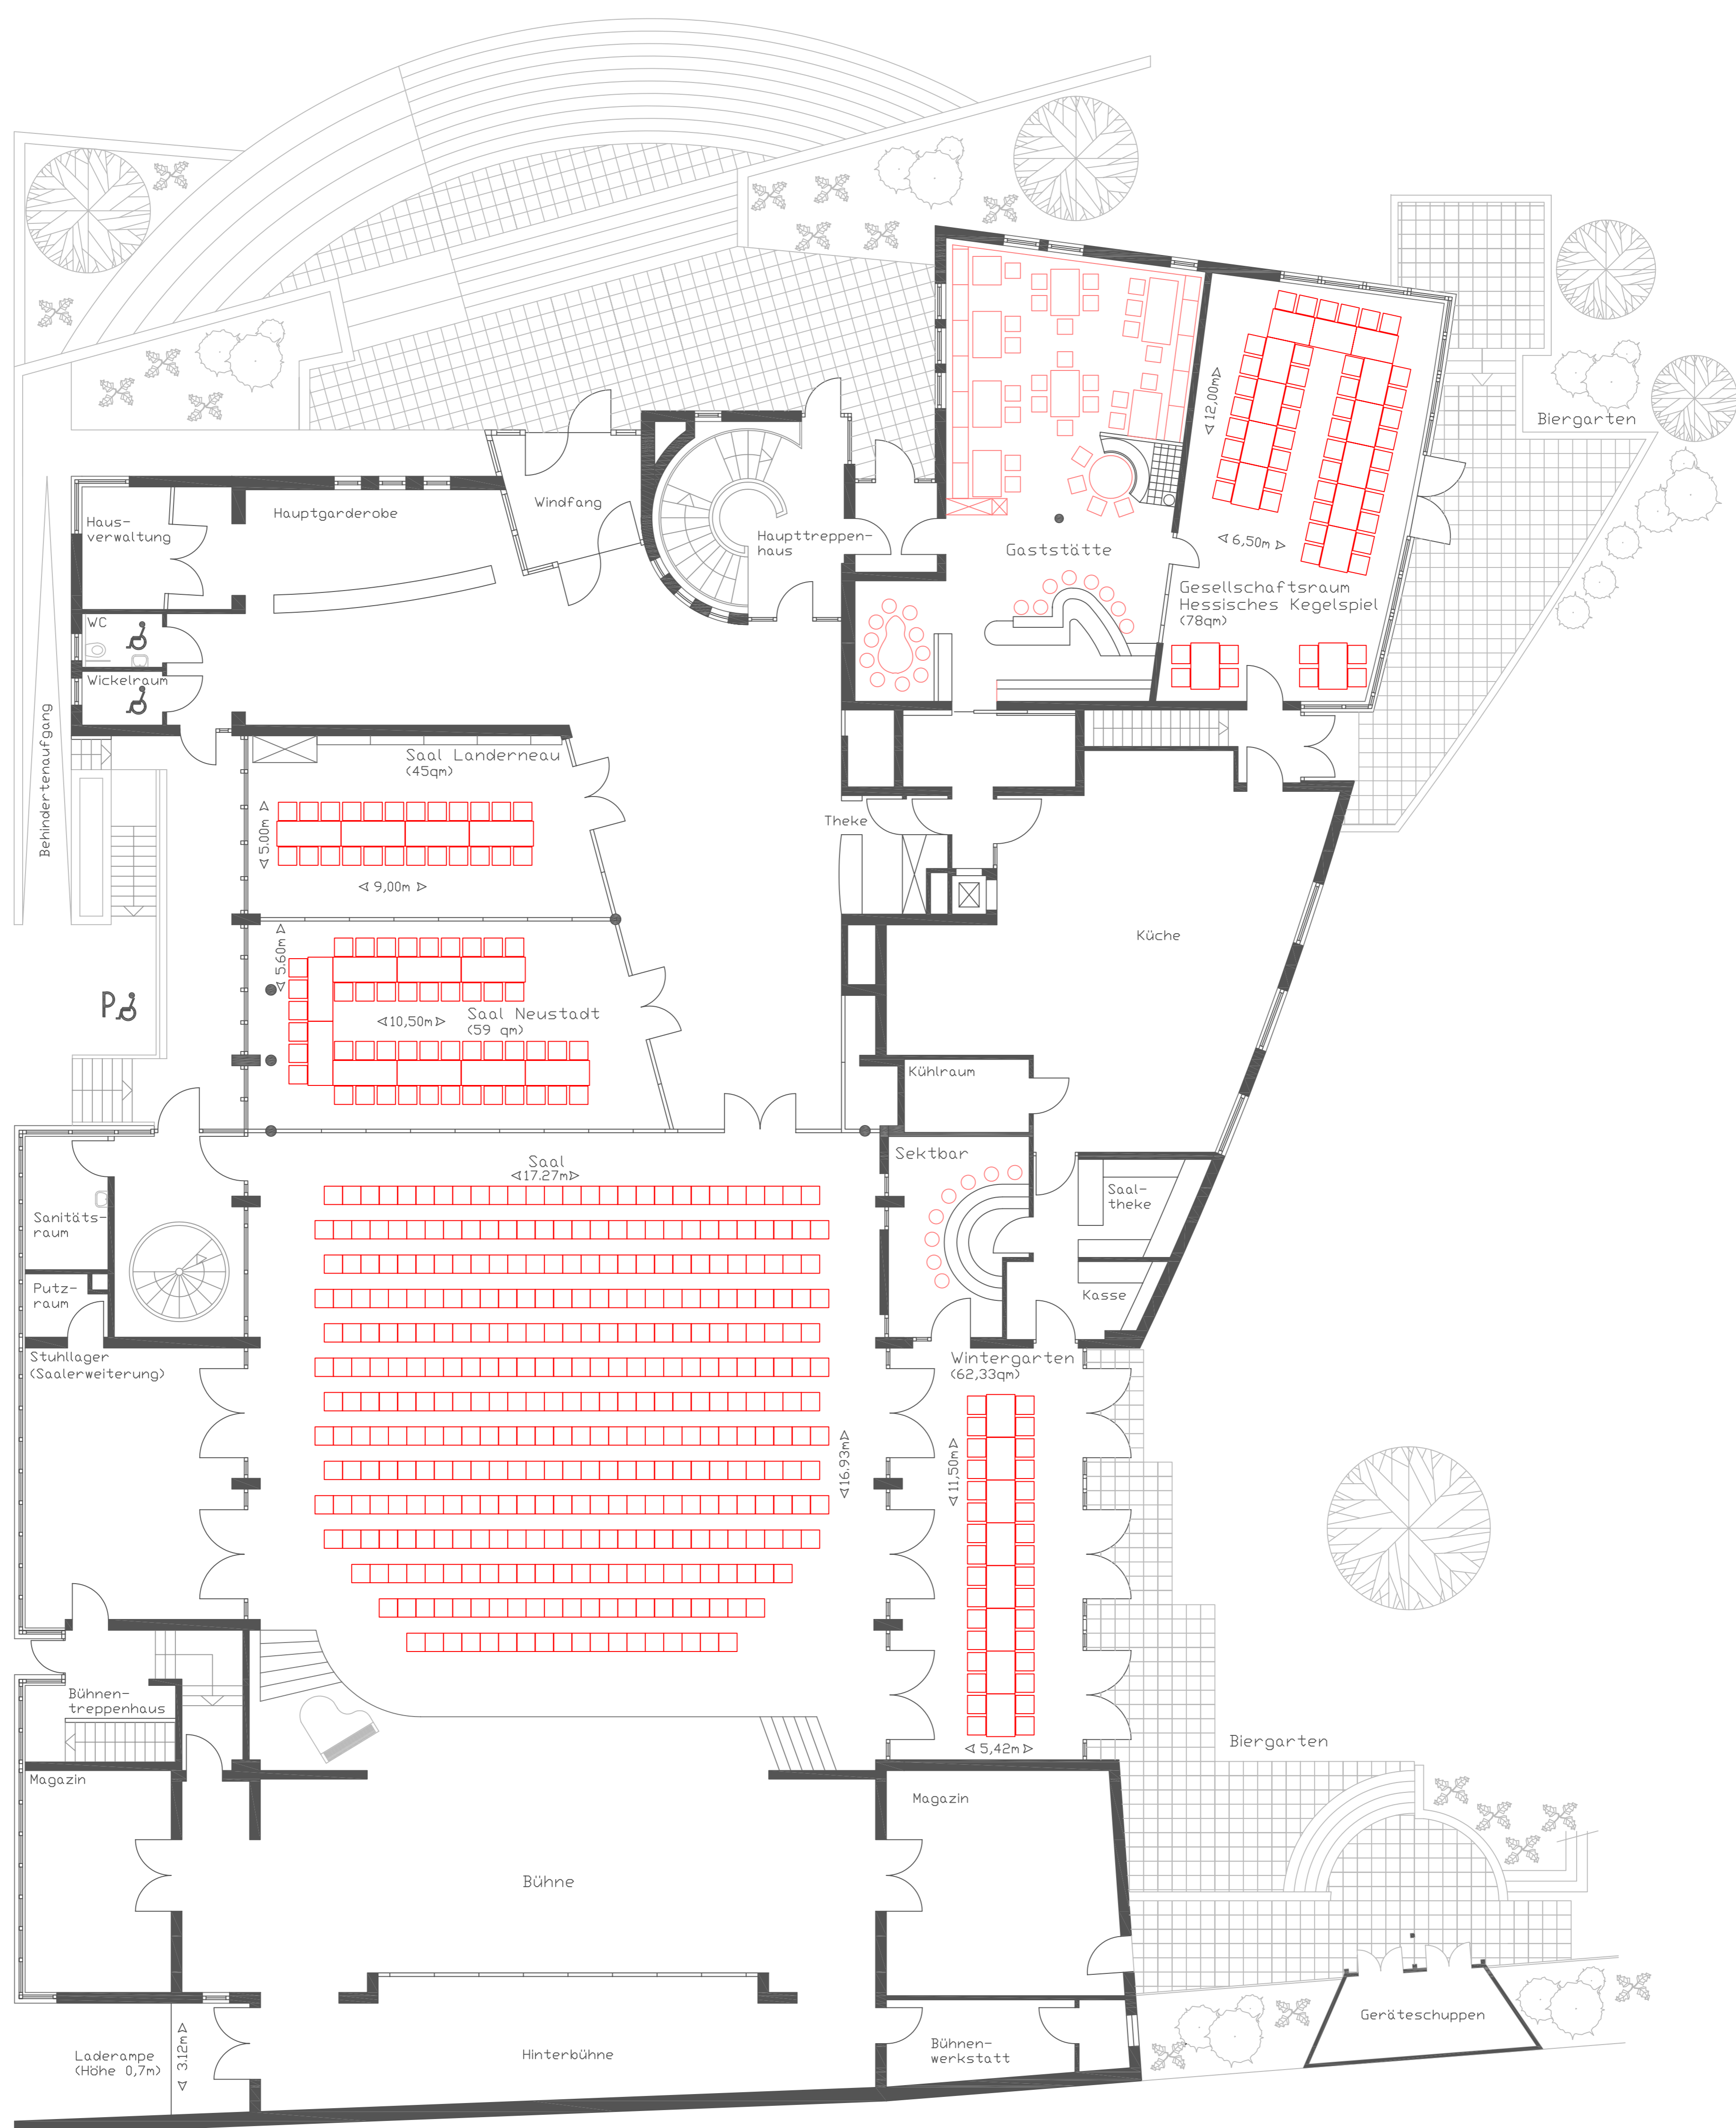 Biergarten
Haus-
verwaltung
Hauptgarderobe
Windfang
Haupttreppen-
haus
Gaststätte
12,00m
6,50m
Gesellschaftsraum
Hessisches Kegelspiel
(78qm)
WC
Wickelraum
Behindertenaufgang
Saal Landerneau
(45qm)
5.00m
9,00m
Theke
Küche
5.60m
10,50m
Saal Neustadt
(59 qm)
P
Kühlraum
Saal
17.27m
Sektbar
Saal-
theke
Sanitäts-
raum
Putz-
raum
Kasse
Stuhllager
(Saalerweiterung)
Wintergarten
(62,33qm)
16.93m
11,50m
5,42m
Bühnen-
treppenhaus
Biergarten
Magazin
Magazin
Bühne
Geräteschuppen
Laderampe
(Höhe 0,7m)
3.12m
Hinterbühne
Bühnen-
werkstatt